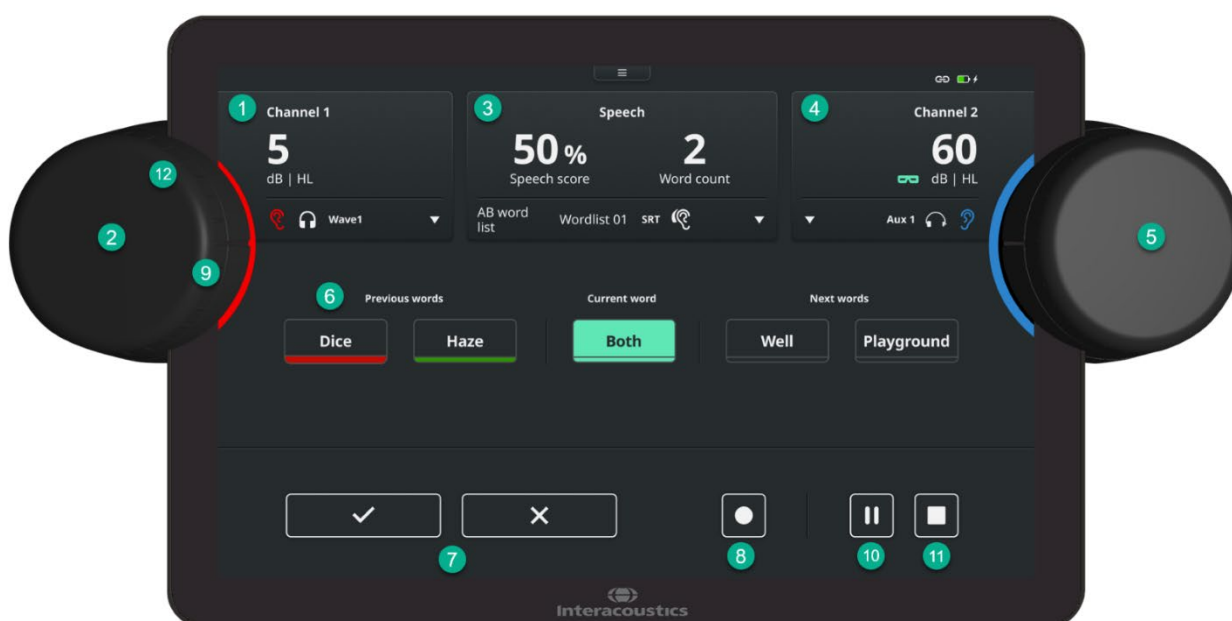 1 Channel 1
5
dB | HL
Wave1
3 Speech
50% 2
Speech score Word count
AB word
list
Wordlist 01 SRT
4 Channel 2
60
dB | HL
Aux 1
12
2
9
5
6 Previous words Current word Next words
Dice Haze Both Well Playground
7
8
10
11
Interacoustics